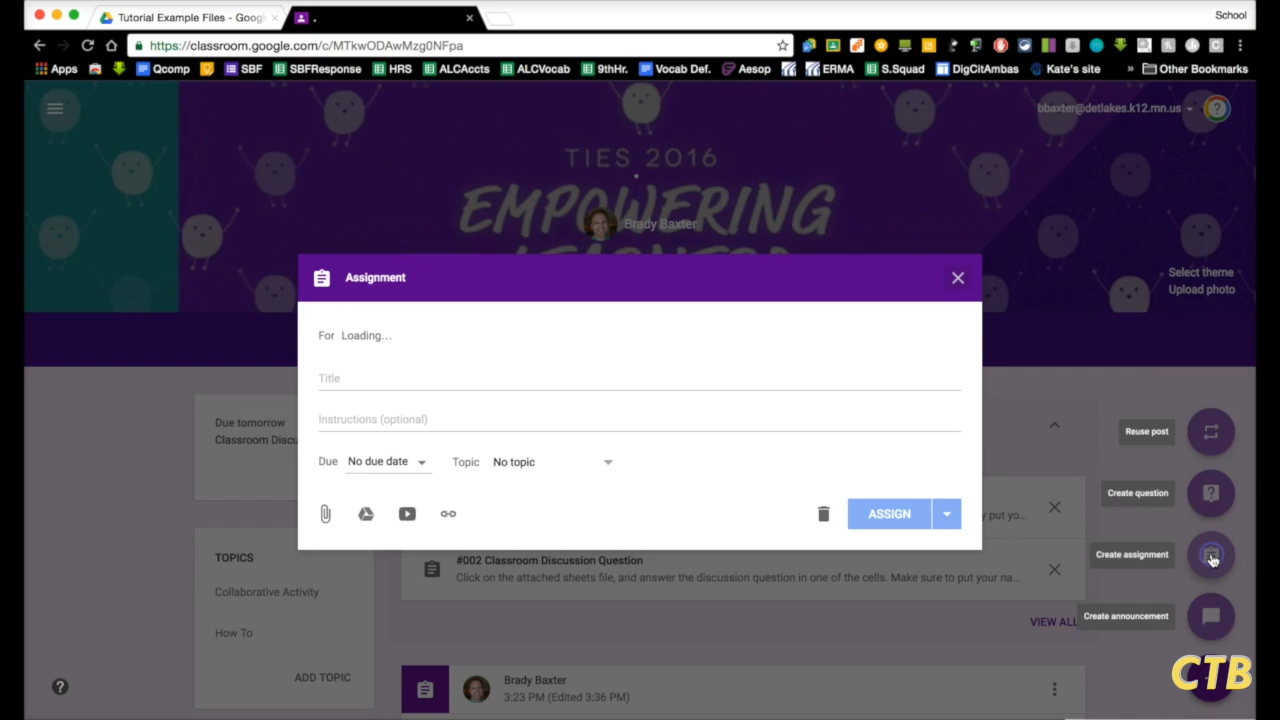 Tutorial Example Files - Goog
.
School
https://classroom.google.com/c/MTkwODAwMzg0NFpa
Apps
Qcomp
SBF
SBFResponse
HRS
ALCAccts
ALCVocab
9thHr.
Vocab Def.
Aesop
ERMA
S.Squad
DigCitAmbas
Kate's site
»
Other Bookmarks
bbaxter@detlakes.k12.mn.us
TIES 2016
EMPOWERING
Brady Baxter
Select theme
Upload photo
Assignment
For Loading...
Title
Instructions (optional)
Due No due date Topic No topic
ASSIGN
Due tomorrow
Classroom Discu
Reuse post
Create question
y put yo...
Create assignment
#002 Classroom Discussion Question
Click on the attached sheets file, and answer the discussion question in one of the cells. Make sure to put your na...
TOPICS
Collaborative Activity
How To
ADD TOPIC
Create announcement
VIEW ALL
Brady Baxter
3:23 PM (Edited 3:36 PM)
CTB